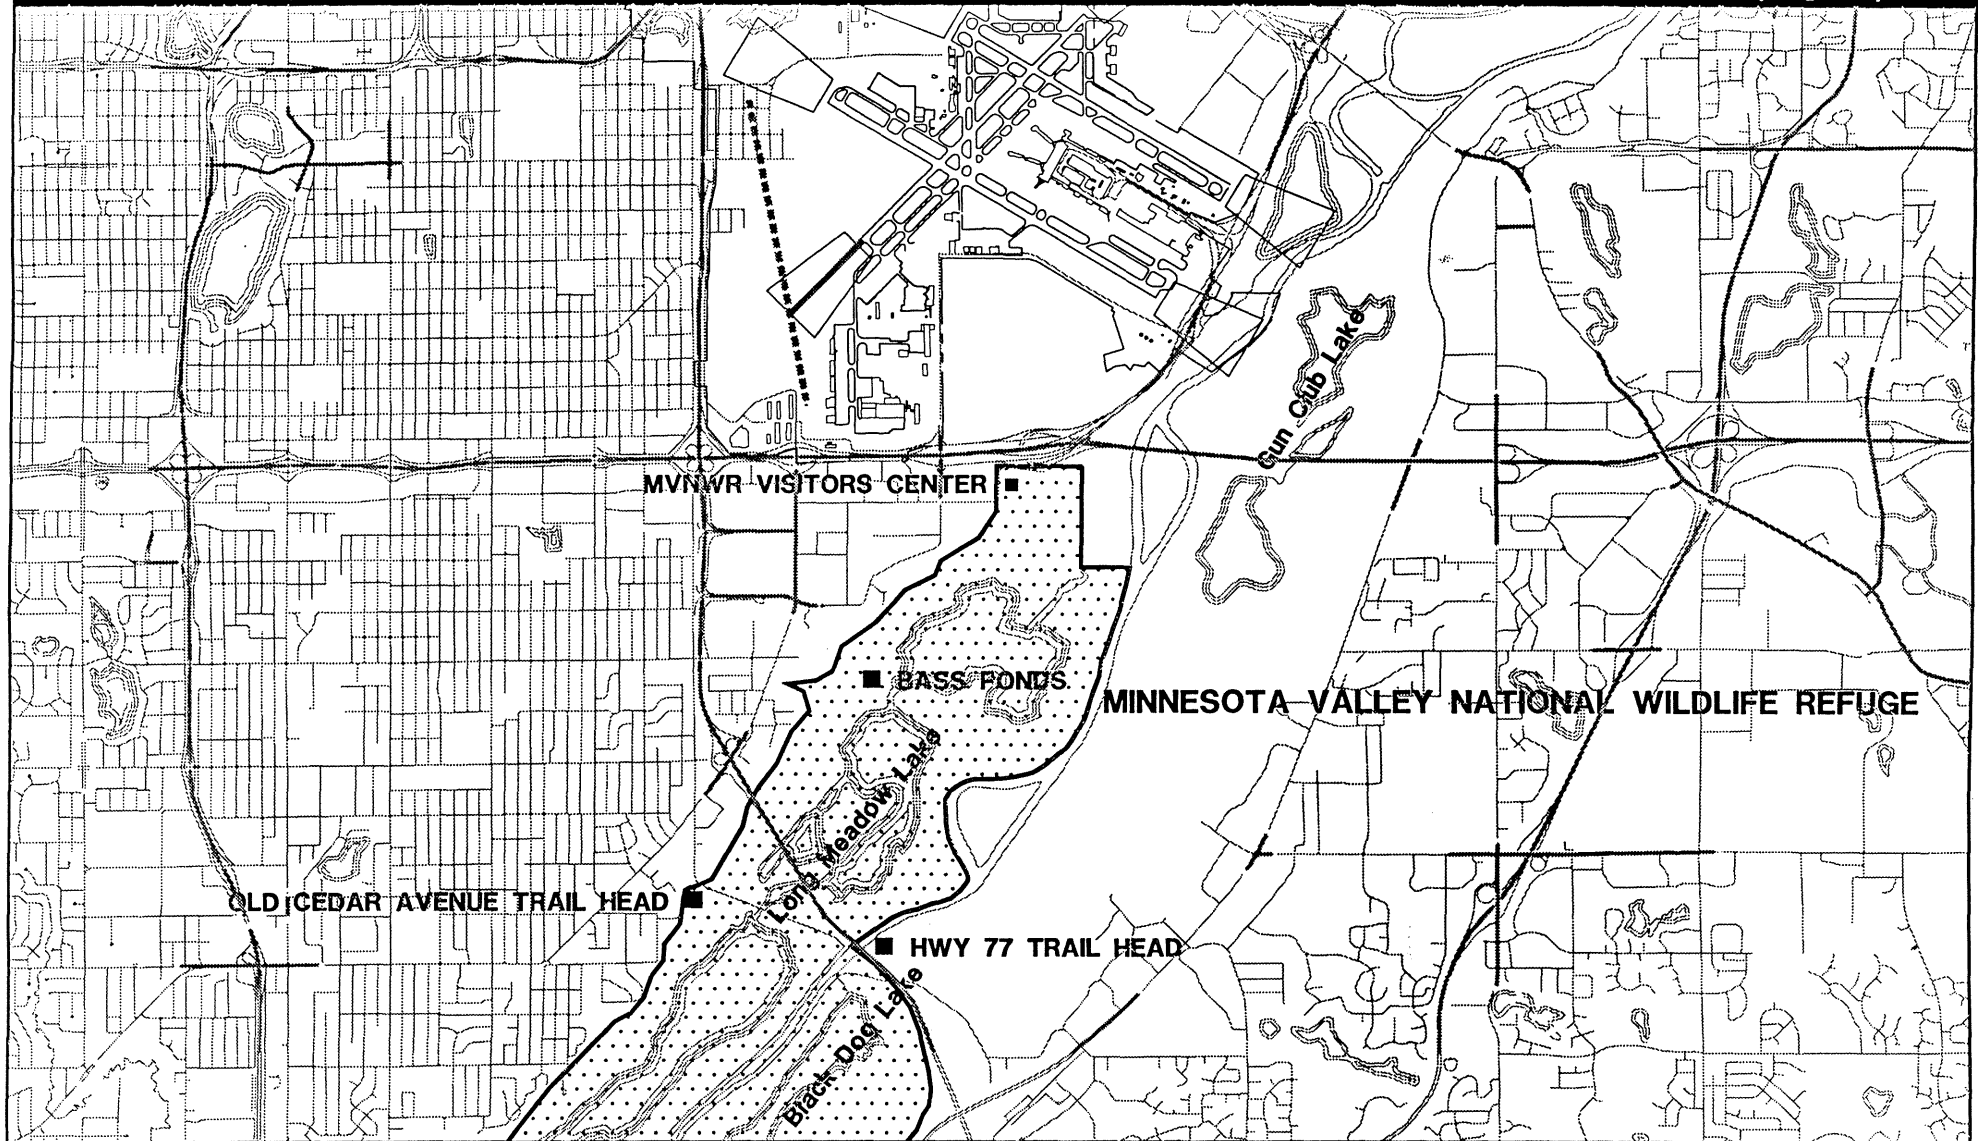 Gun Cub Lake
MVNWR VISITORS CENTER
BASS PONDS
MINNESOTA VALLEY NATIONAL WILDLIFE REFUGE
Long Meadow Lake
OLD CEDAR AVENUE TRAIL HEAD
HWY 77 TRAIL HEAD
Black Dog Lake